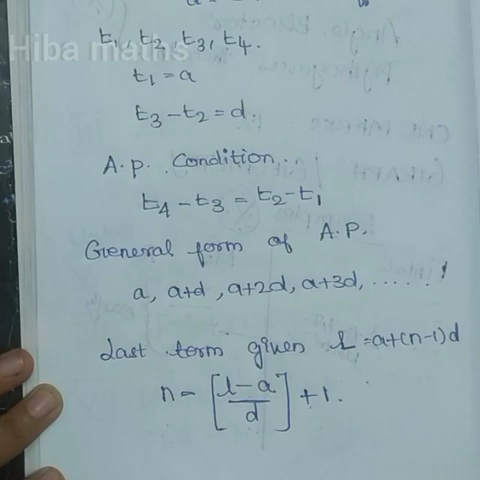 t₁, t₂, t₃, t₄.
Hiba maths
t₁ = a
t₃ - t₂ = d.
A.P. Condition..
t₄ - t₃ = t₂ - t₁
General form of A.P.
a, a+d, a+2d, a+3d, ......
Last term given l = a+(n-1)d
n = [l-a/d] + 1.